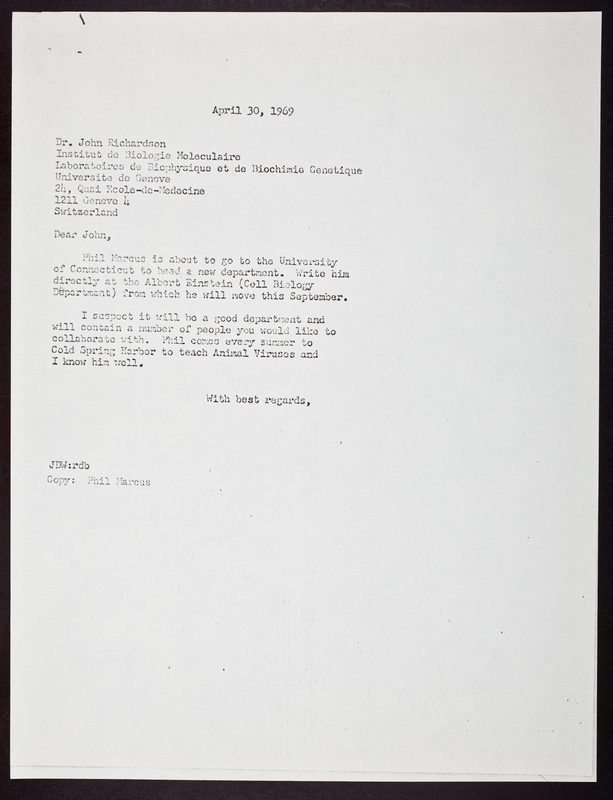 April 30, 1969
Dr. John Richardson
Institut de Biologie Moleculaire
Laboratoires de Biophysique et de Biochimie Genetique
Universite de Geneve
24, Quai Ecole-de-Medecine
1211 Geneve 4
Switzerland
Dear John,
Phil Marcus is about to go to the University
of Connecticut to head a new department. Write him
directly at the Albert Einstein (Cell Biology
Department) from which he will move this September.
I suspect it will be a good department and
will contain a number of people you would like to
collaborate with. Phil comes every summer to
Cold Spring Harbor to teach Animal Viruses and
I know him well.
With best regards,
JDW:rdb
Copy: Phil Marcus